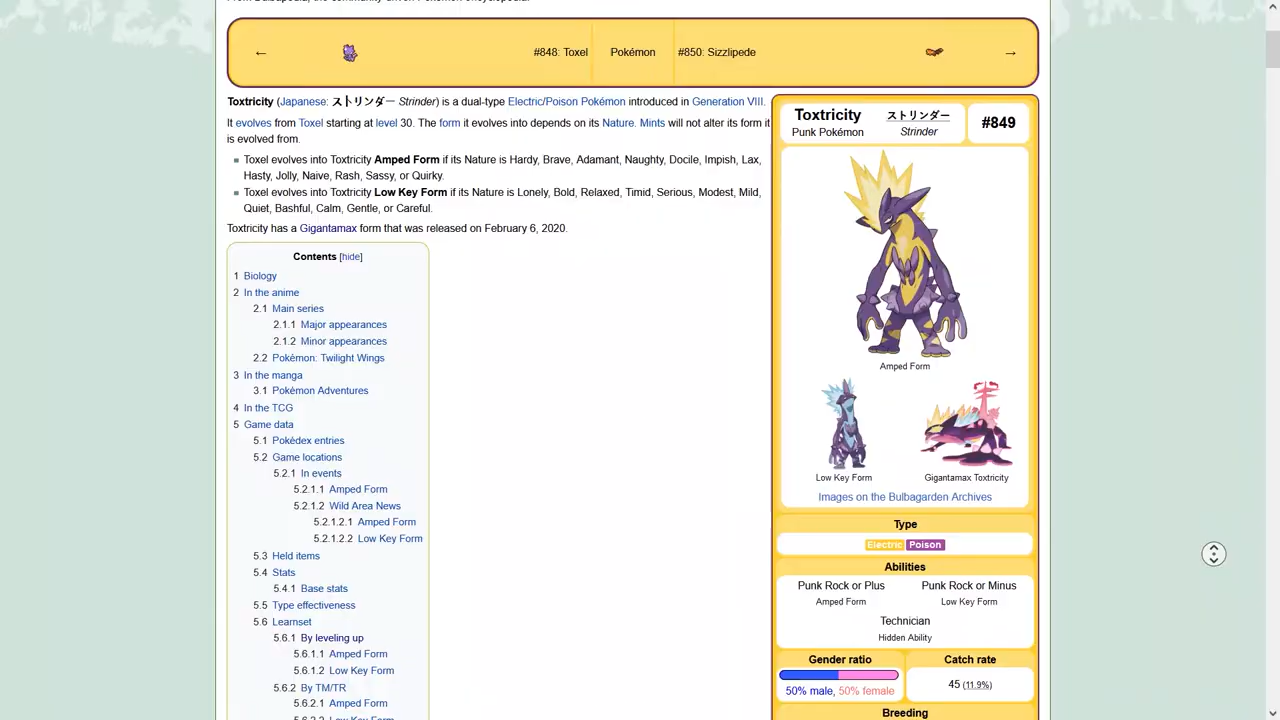 From Bulbapedia, the community-driven Pokémon encyclopedia.
← #848: Toxel Pokémon #850: Sizzlipede →
Toxtricity (Japanese: ストリンダー Strinder) is a dual-type Electric/Poison Pokémon introduced in Generation VIII.
It evolves from Toxel starting at level 30. The form it evolves into depends on its Nature. Mints will not alter its form it
is evolved from.
Toxel evolves into Toxtricity Amped Form if its Nature is Hardy, Brave, Adamant, Naughty, Docile, Impish, Lax,
Hasty, Jolly, Naive, Rash, Sassy, or Quirky.
Toxel evolves into Toxtricity Low Key Form if its Nature is Lonely, Bold, Relaxed, Timid, Serious, Modest, Mild,
Quiet, Bashful, Calm, Gentle, or Careful.
Toxtricity has a Gigantamax form that was released on February 6, 2020.
Contents [hide]
1 Biology
2 In the anime
2.1 Main series
2.1.1 Major appearances
2.1.2 Minor appearances
2.2 Pokémon: Twilight Wings
3 In the manga
3.1 Pokémon Adventures
4 In the TCG
5 Game data
5.1 Pokédex entries
5.2 Game locations
5.2.1 In events
5.2.1.1 Amped Form
5.2.1.2 Wild Area News
5.2.1.2.1 Amped Form
5.2.1.2.2 Low Key Form
5.3 Held items
5.4 Stats
5.4.1 Base stats
5.5 Type effectiveness
5.6 Learnset
5.6.1 By leveling up
5.6.1.1 Amped Form
5.6.1.2 Low Key Form
5.6.2 By TM/TR
5.6.2.1 Amped Form
5.6.2.2 Low Key Form
Toxtricity ストリンダー #849
Punk Pokémon Strinder
Amped Form
Low Key Form Gigantamax Toxtricity
Images on the Bulbagarden Archives
Type
Electric Poison
Abilities
Punk Rock or Plus Punk Rock or Minus
Amped Form Low Key Form
Technician
Hidden Ability
Gender ratio Catch rate
50% male, 50% female 45 (11.9%)
Breeding